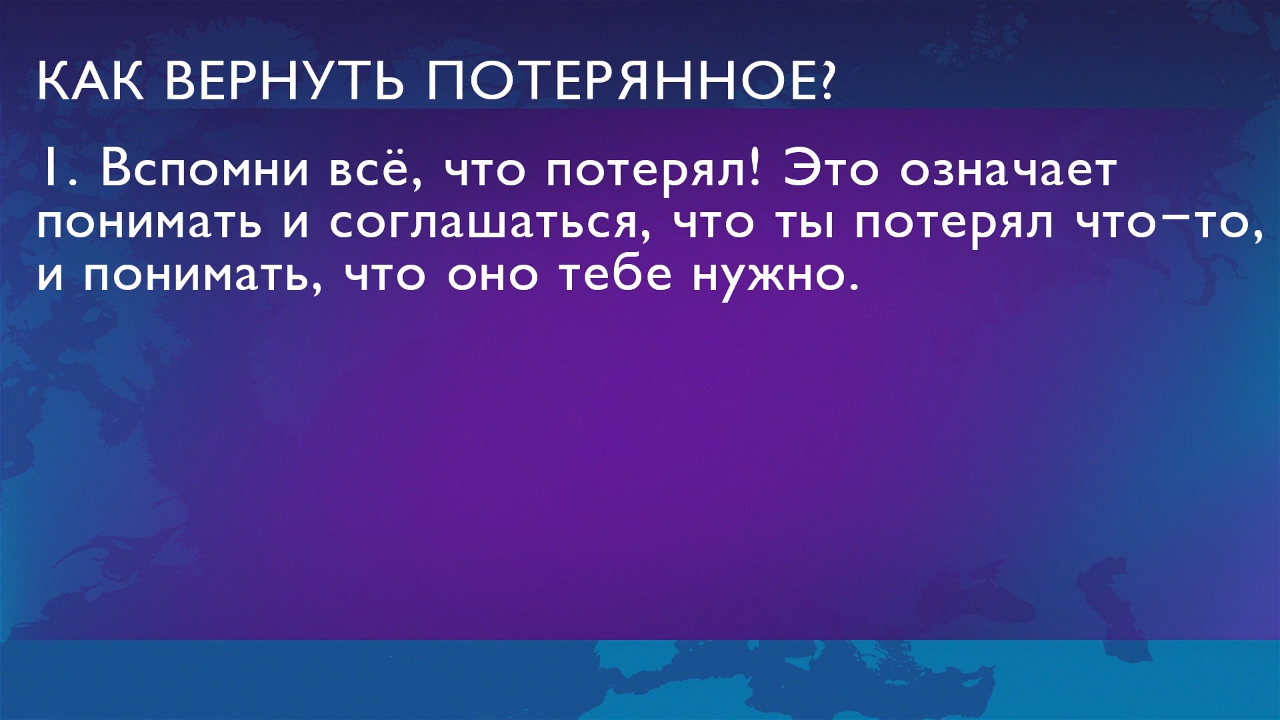 КАК ВЕРНУТЬ ПОТЕРЯННОЕ?
1. Вспомни всё, что потерял! Это означает
понимать и соглашаться, что ты потерял что–то,
и понимать, что оно тебе нужно.